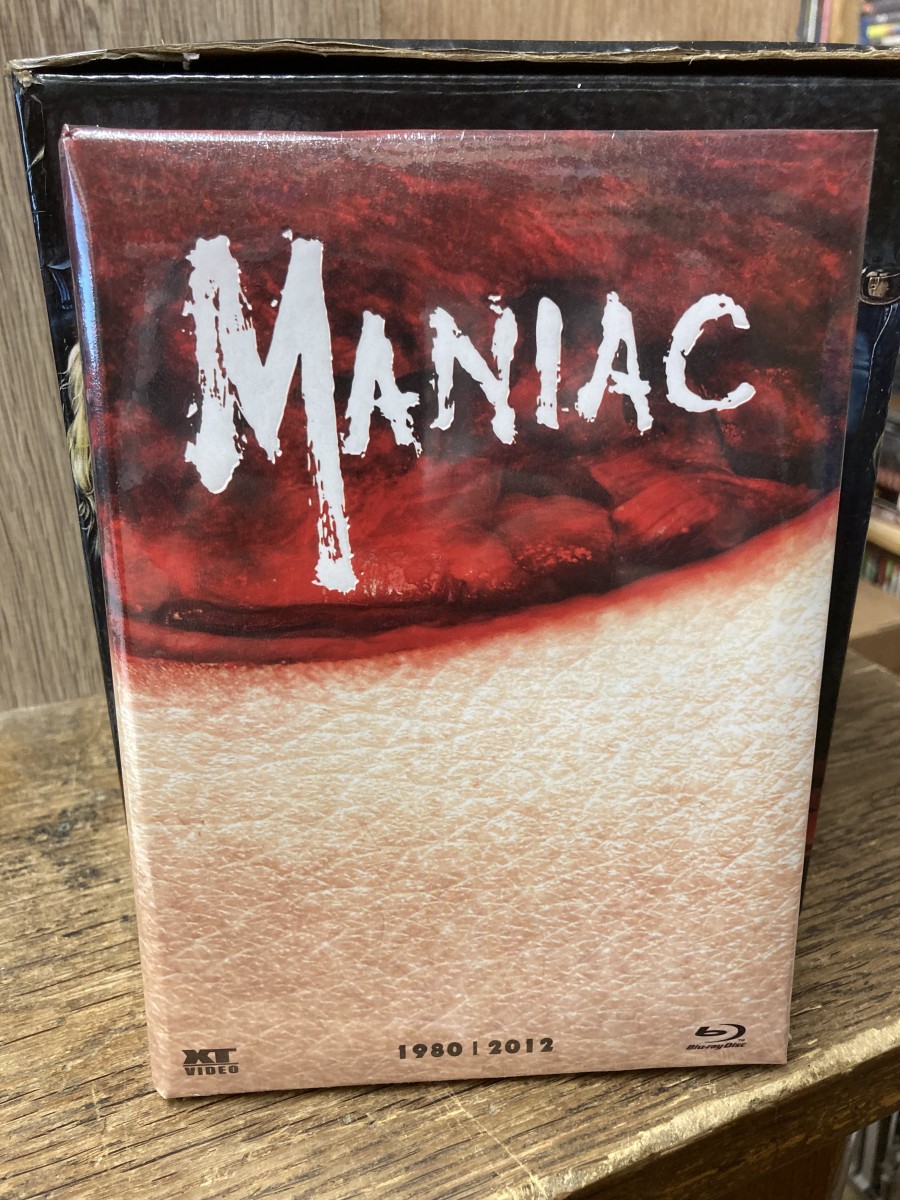 MANIAC
XT
VIDEO
1980 | 2012
Blu-ray Disc